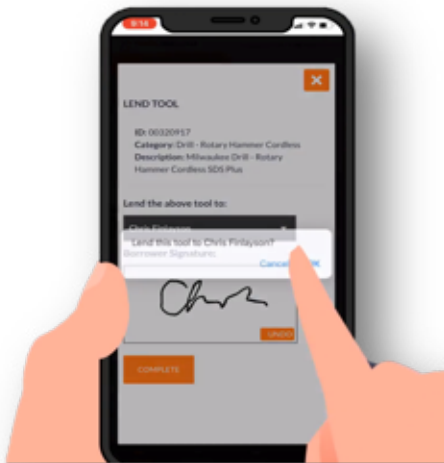 9:14
LEND TOOL
ID: 00320917
Category: Drill - Rotary Hammer Cordless
Description: Milwaukee Drill - Rotary
Hammer Cordless SDS Plus
Lend the above tool to:
Chris Finlayson
Lend this tool to Chris Finlayson?
Borrower Signature:
Cancel
UNDO
COMPLETE